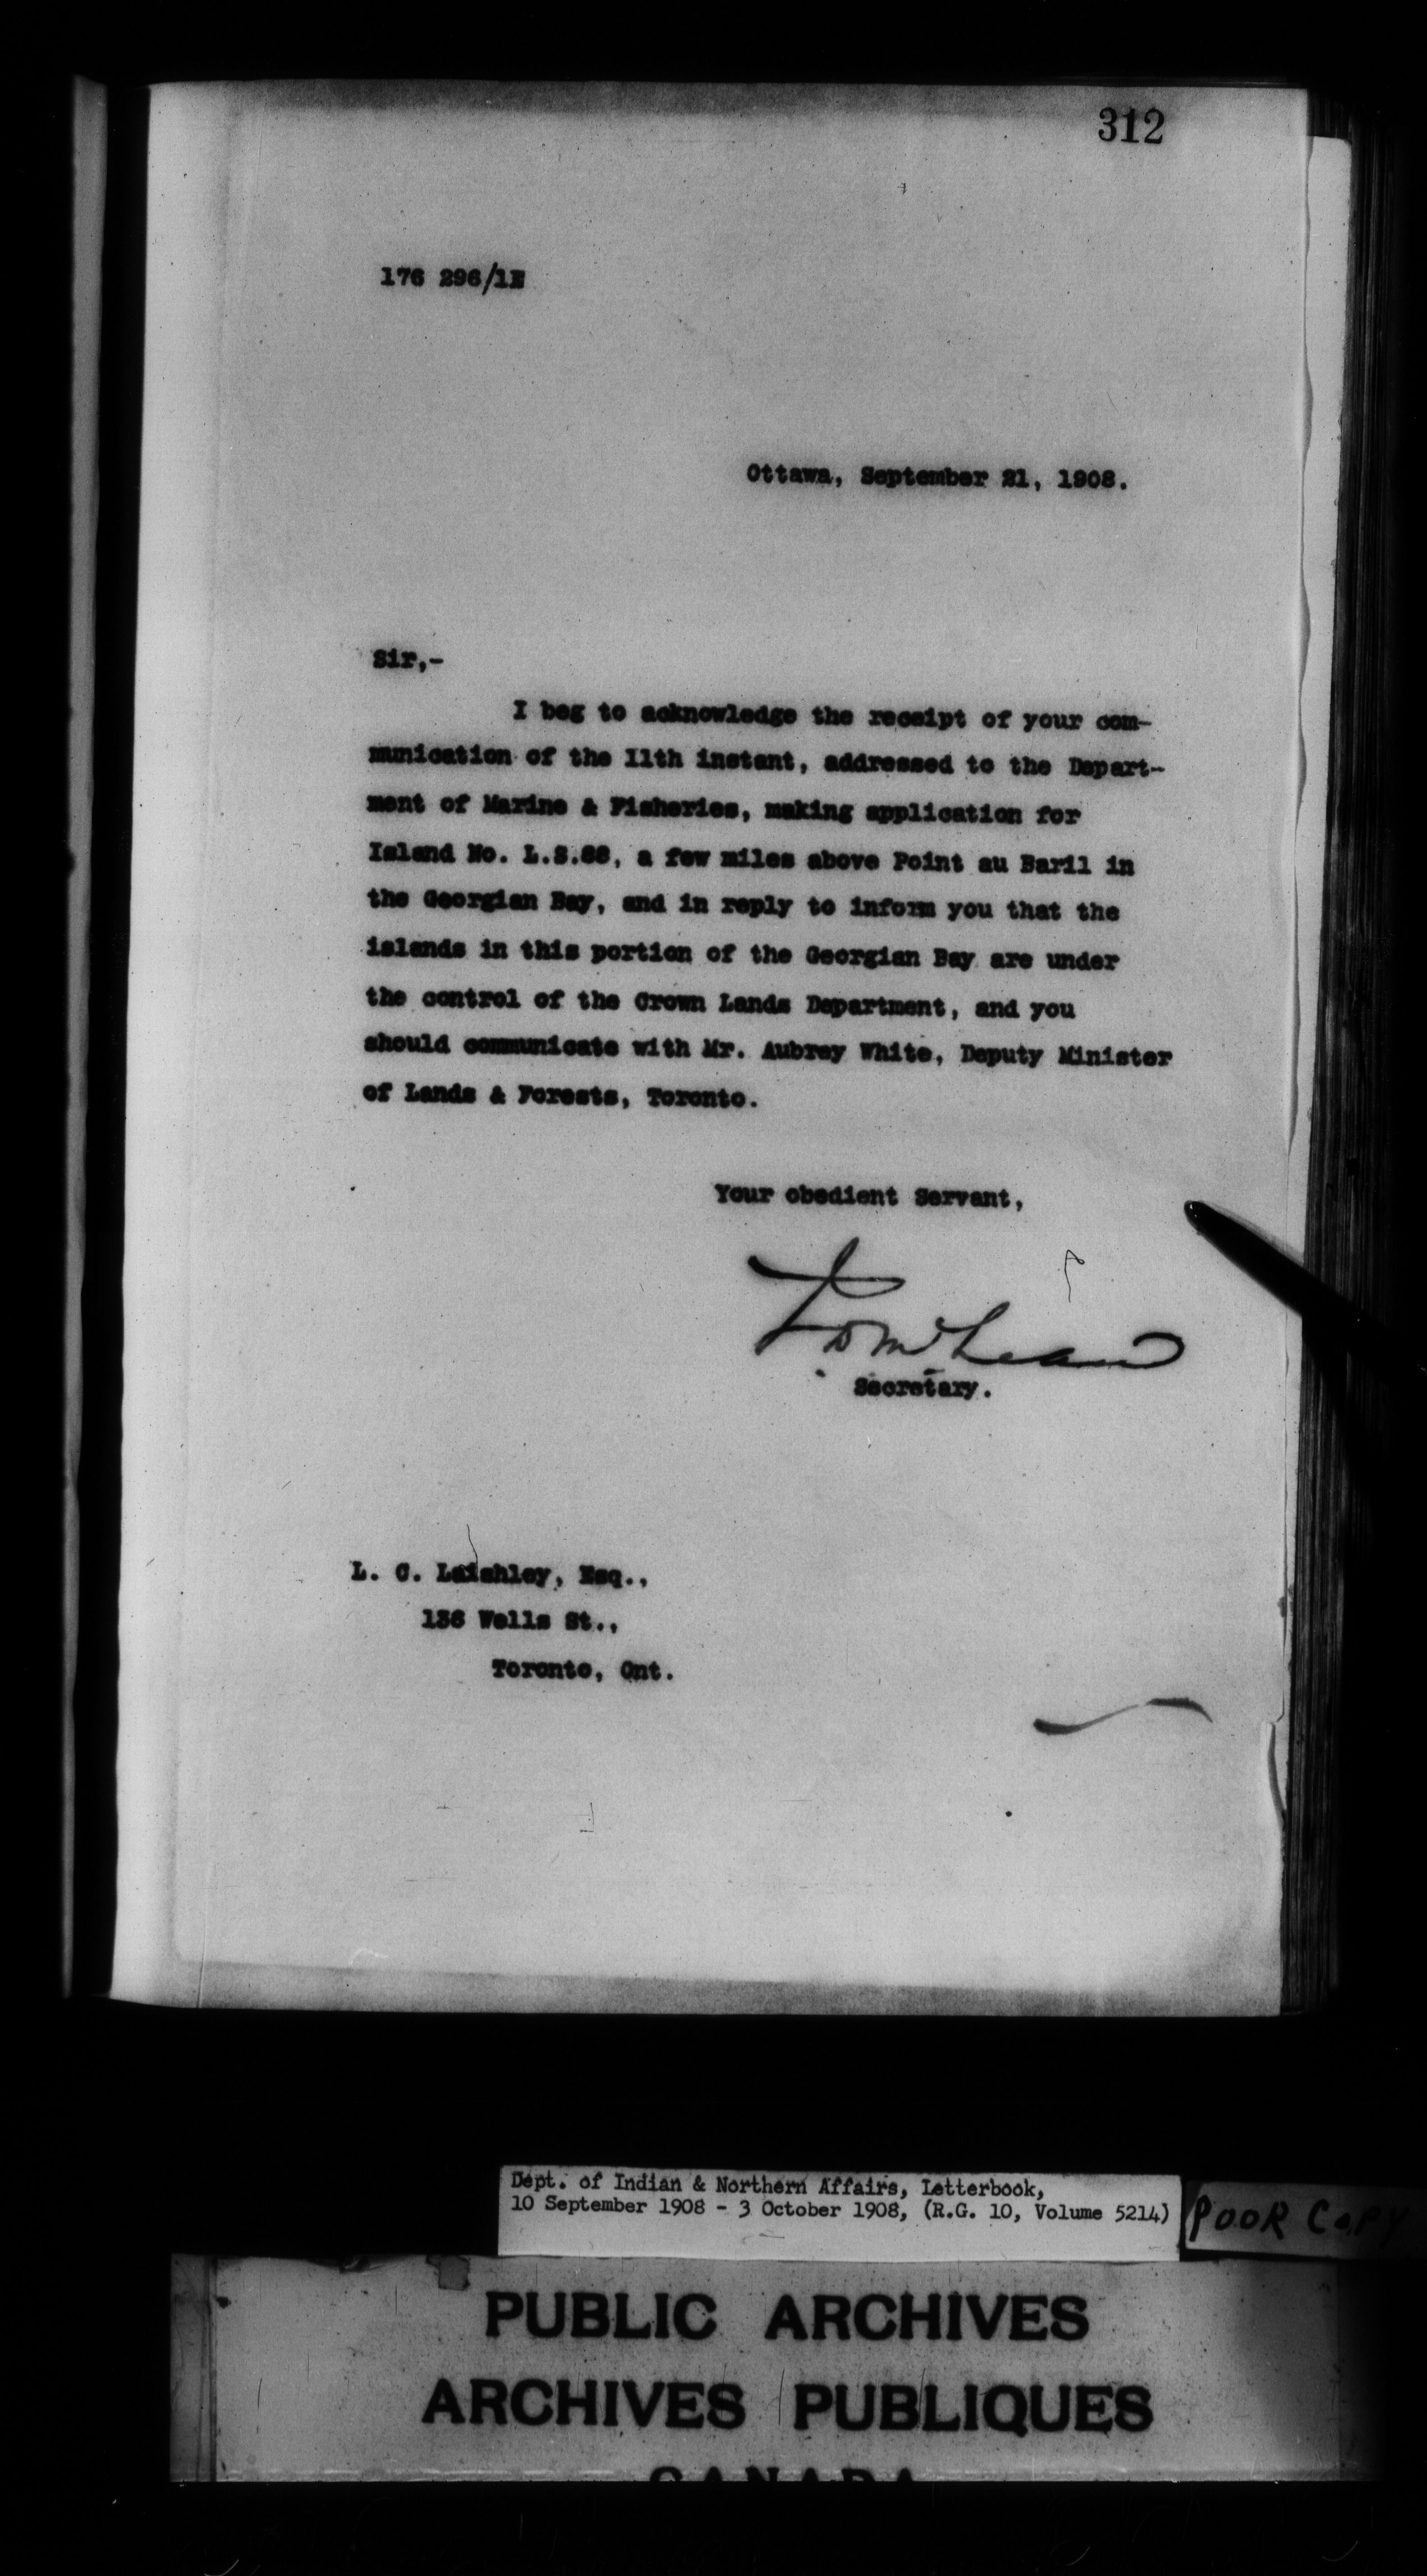 312
176 296/1E
Ottawa, September 21, 1908.
Sir,-
I beg to acknowledge the receipt of your com-
munication of the 11th instant, addressed to the Depart-
ment of Marine & Fisheries, making application for
Island No. L.S.68, a few miles above Point au Baril in
the Georgian Bay, and in reply to inform you that the
islands in this portion of the Georgian Bay are under
the control of the Crown Lands Department, and you
should communicate with Mr. Aubrey White, Deputy Minister
of Lands & Forests, Toronto.
Your obedient Servant,
McLean
Secretary.
L. C. Laishley, Esq.,
136 Wells St.,
Toronto, Ont.
Dept. of Indian & Northern Affairs, Letterbook,
10 September 1908 - 3 October 1908, (R.G. 10, Volume 5214)
POOR COPY
PUBLIC ARCHIVES
ARCHIVES PUBLIQUES
CANADA